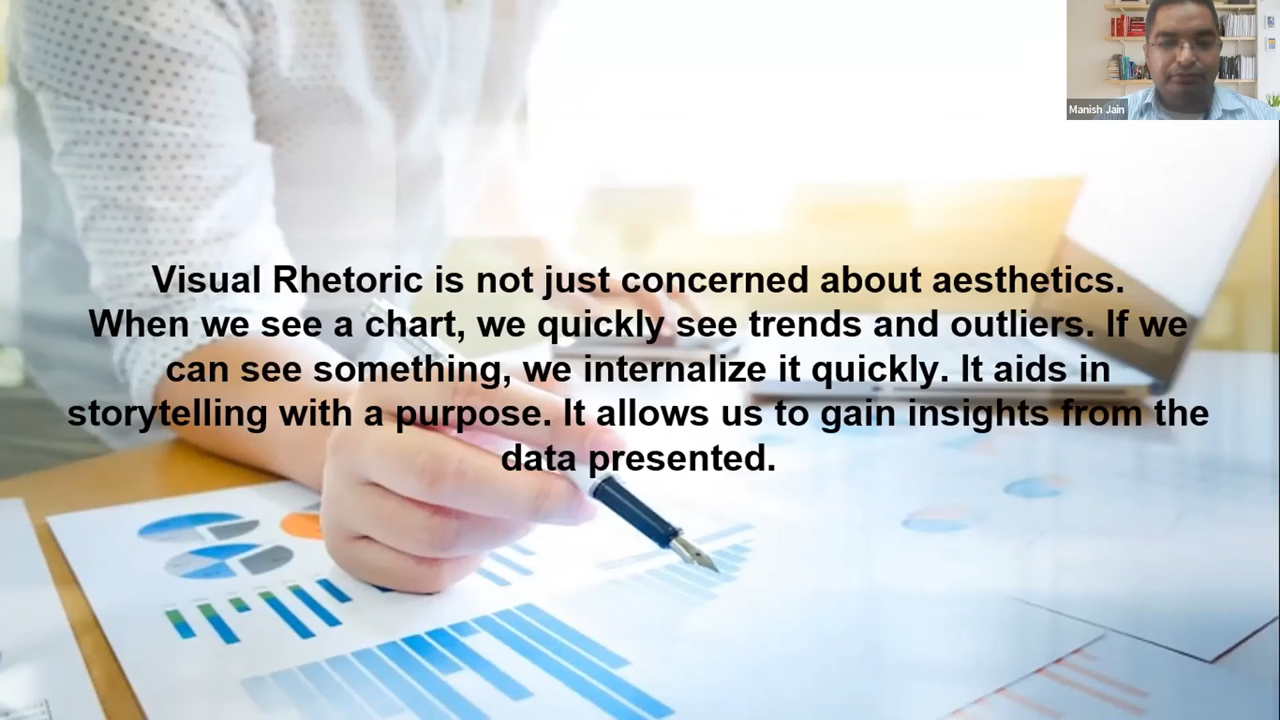 Manish Jain
Visual Rhetoric is not just concerned about aesthetics.
When we see a chart, we quickly see trends and outliers. If we
can see something, we internalize it quickly. It aids in
storytelling with a purpose. It allows us to gain insights from the
data presented.